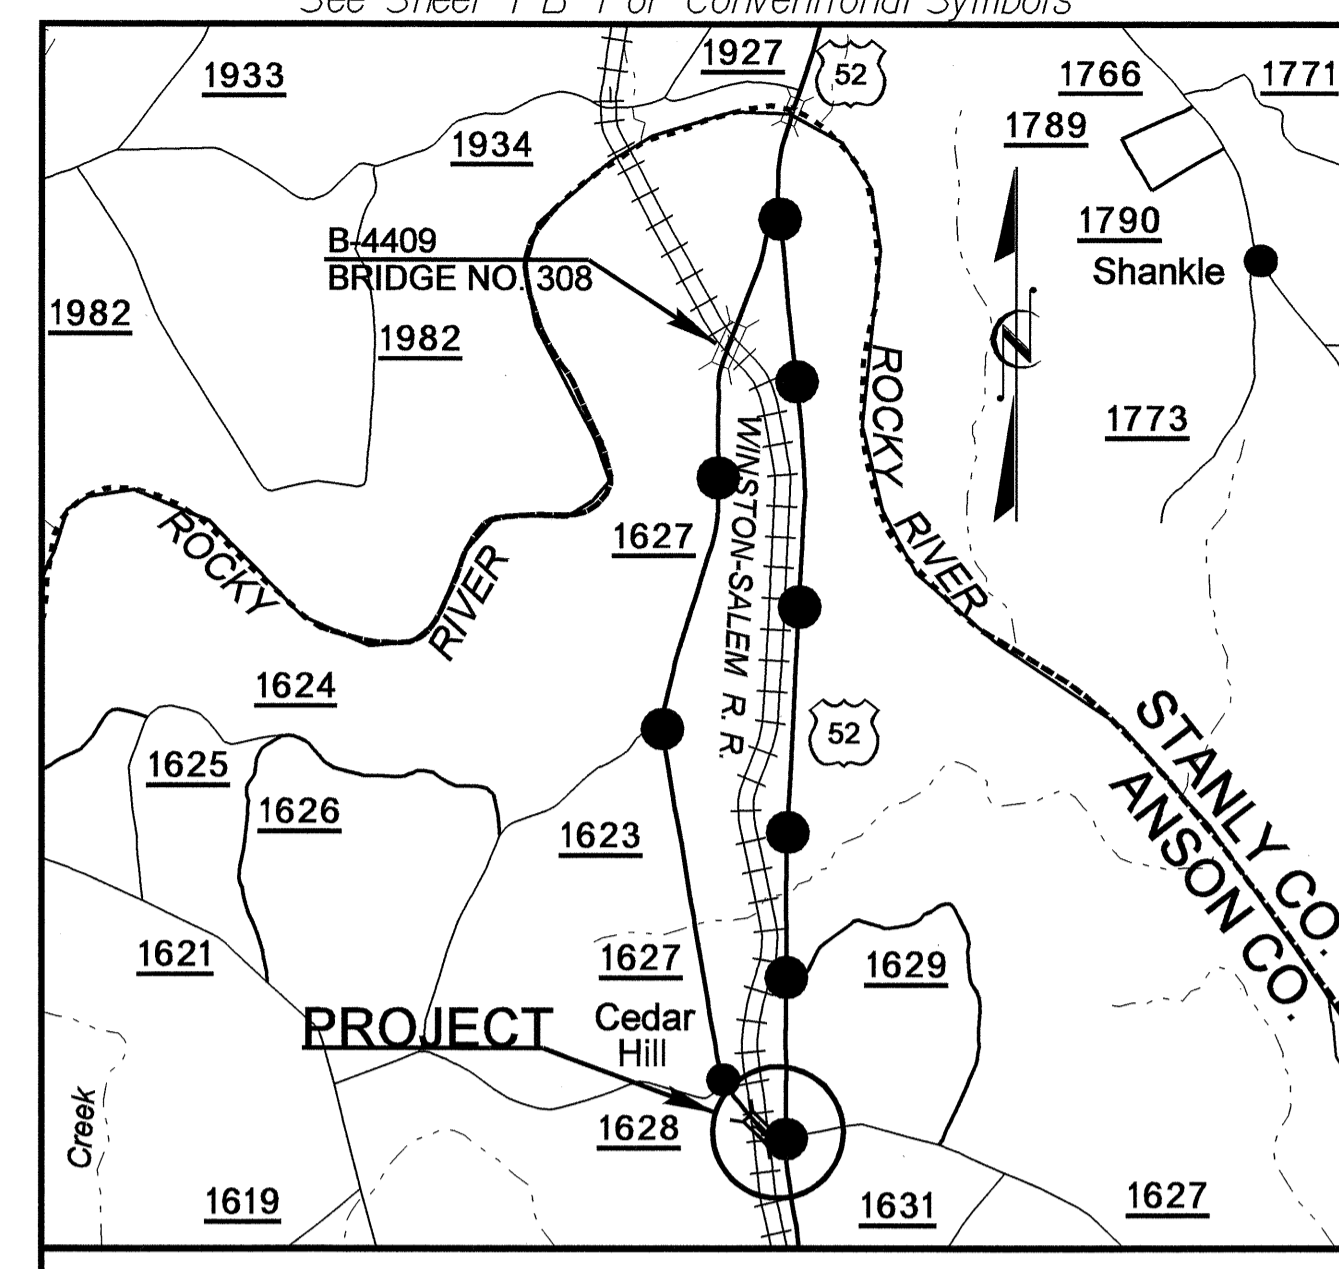 See Sheet 1-B For Conventional Symbols
1933
1927
52
1766
1771
1789
1934
1790
Shankle
B-4409
BRIDGE NO. 308
1982
1982
1773
ROCKY
RIVER
N
WINSTON-SALEM R. R.
1627
ROCKY
RIVER
1624
52
STANLY CO.
ANSON CO.
1625
1626
1623
1621
1627
1629
PROJECT
Cedar
Hill
Creek
1628
1619
1631
1627